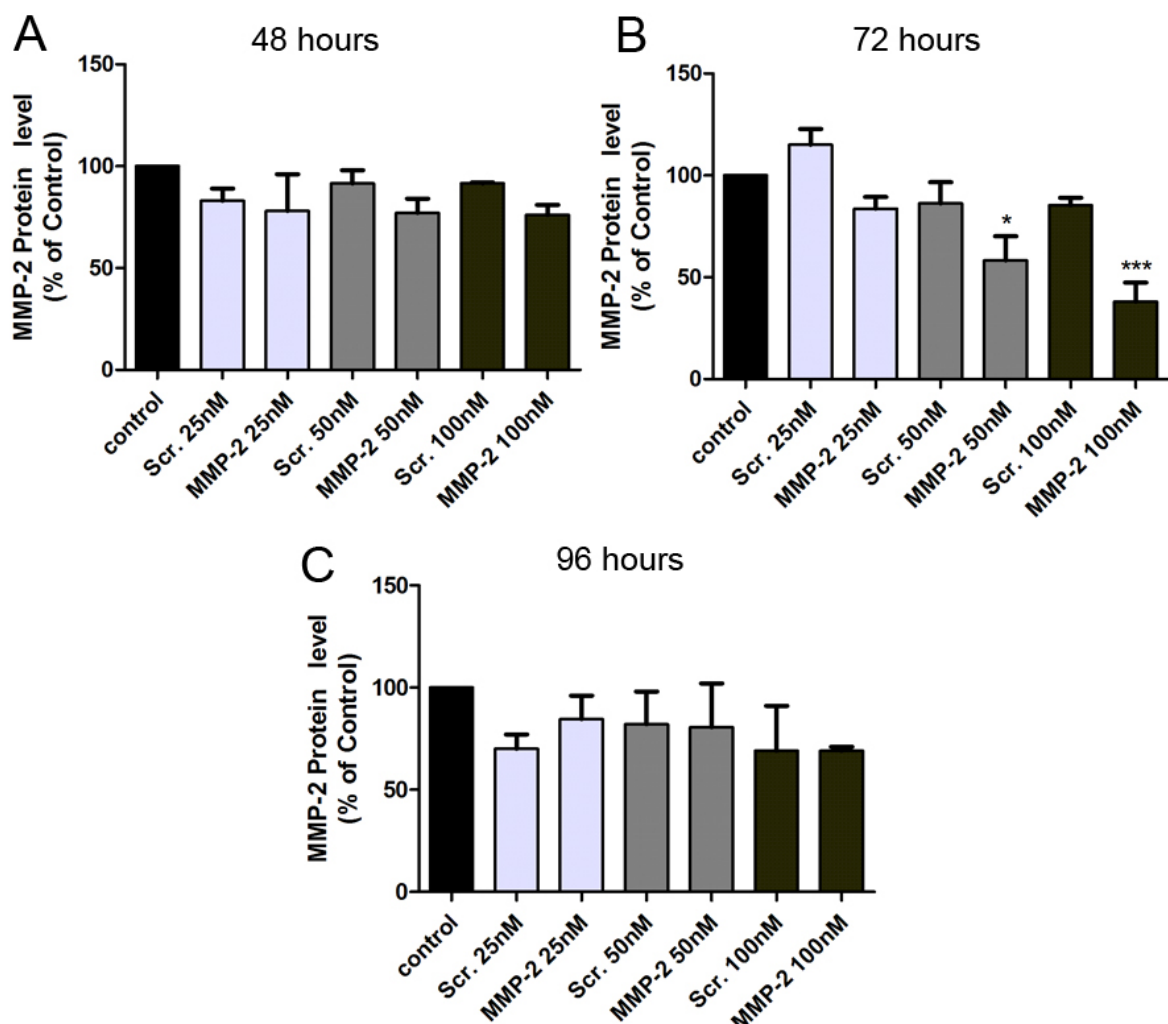 A
48 hours
MMP-2 Protein level
(% of Control)
150
100
50
0
control
Scr. 25nM
MMP-2 25nM
Scr. 50nM
MMP-2 50nM
Scr. 100nM
MMP-2 100nM
B
72 hours
MMP-2 Protein level
(% of Control)
150
100
50
0
*
***
control
Scr. 25nM
MMP-2 25nM
Scr. 50nM
MMP-2 50nM
Scr. 100nM
MMP-2 100nM
C
96 hours
MMP-2 Protein level
(% of Control)
150
100
50
0
control
Scr. 25nM
MMP-2 25nM
Scr. 50nM
MMP-2 50nM
Scr. 100nM
MMP-2 100nM